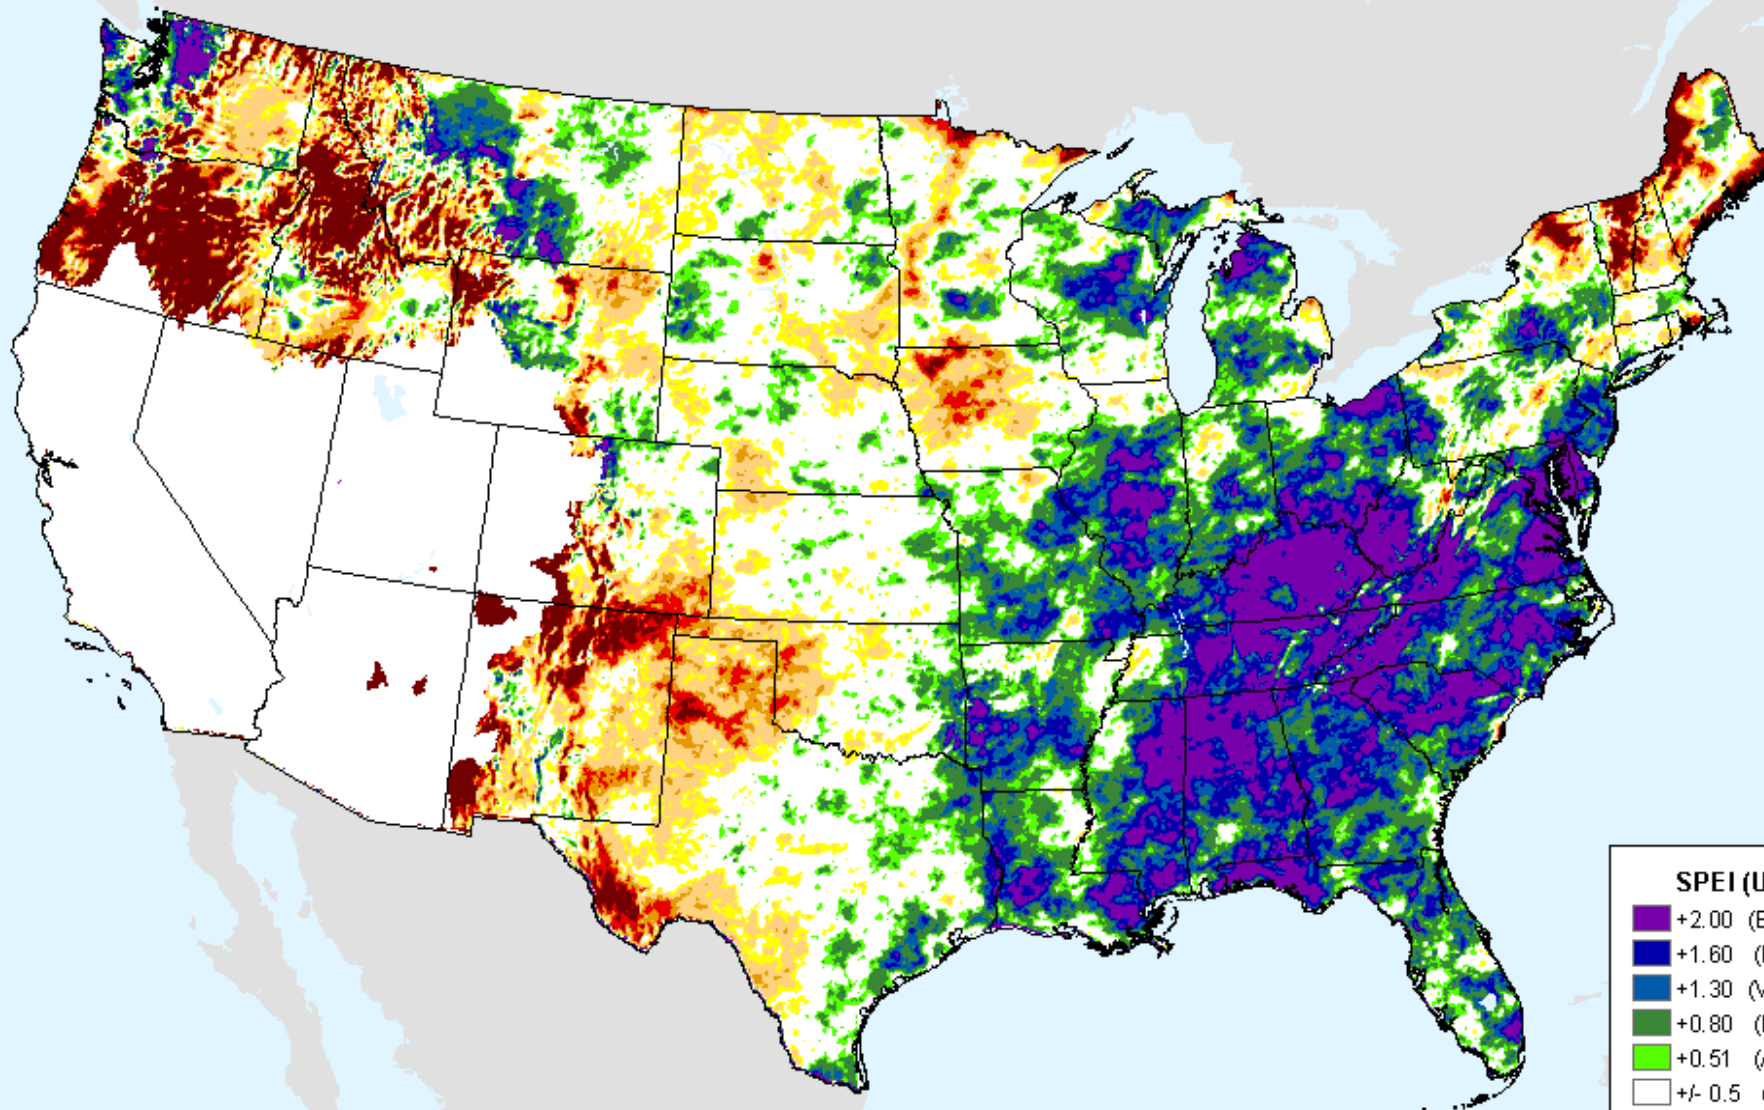 SPEI (U
+2.00 (E
+1.60 (
+1.30 (V
+0.80 (
+0.51 (
+/- 0.5